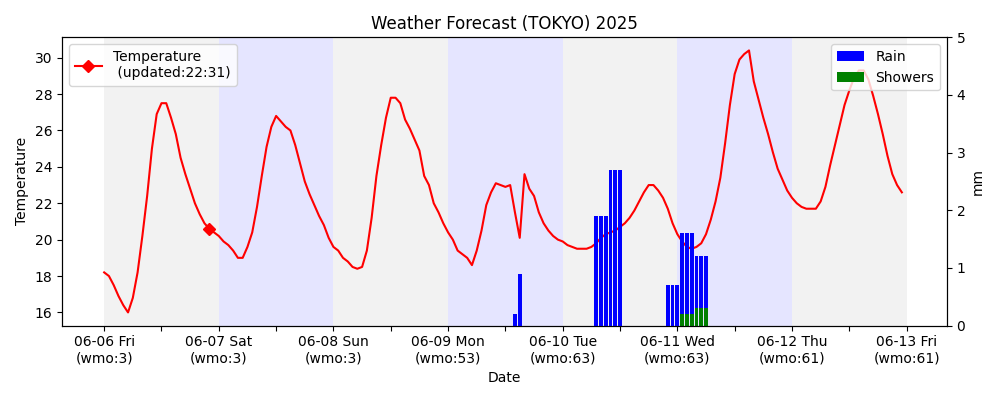 Weather Forecast (TOKYO) 2025
Temperature
(updated:22:31)
Rain
Showers
30
28
26
24
22
20
18
16
Temperature
5
4
3
2
1
0
mm
06-06 Fri
(wmo:3)
06-07 Sat
(wmo:3)
06-08 Sun
(wmo:3)
06-09 Mon
(wmo:53)
06-10 Tue
(wmo:63)
06-11 Wed
(wmo:63)
06-12 Thu
(wmo:61)
06-13 Fri
(wmo:61)
Date